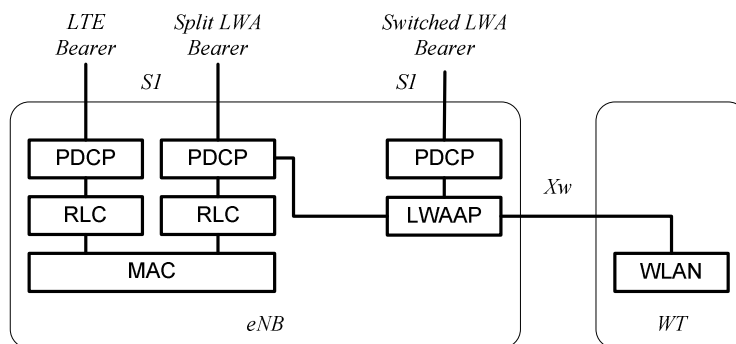 LTE Bearer
Split LWA Bearer
Switched LWA Bearer
S1
S1
PDCP
PDCP
PDCP
RLC
RLC
LWAAP
Xw
MAC
WLAN
eNB
WT